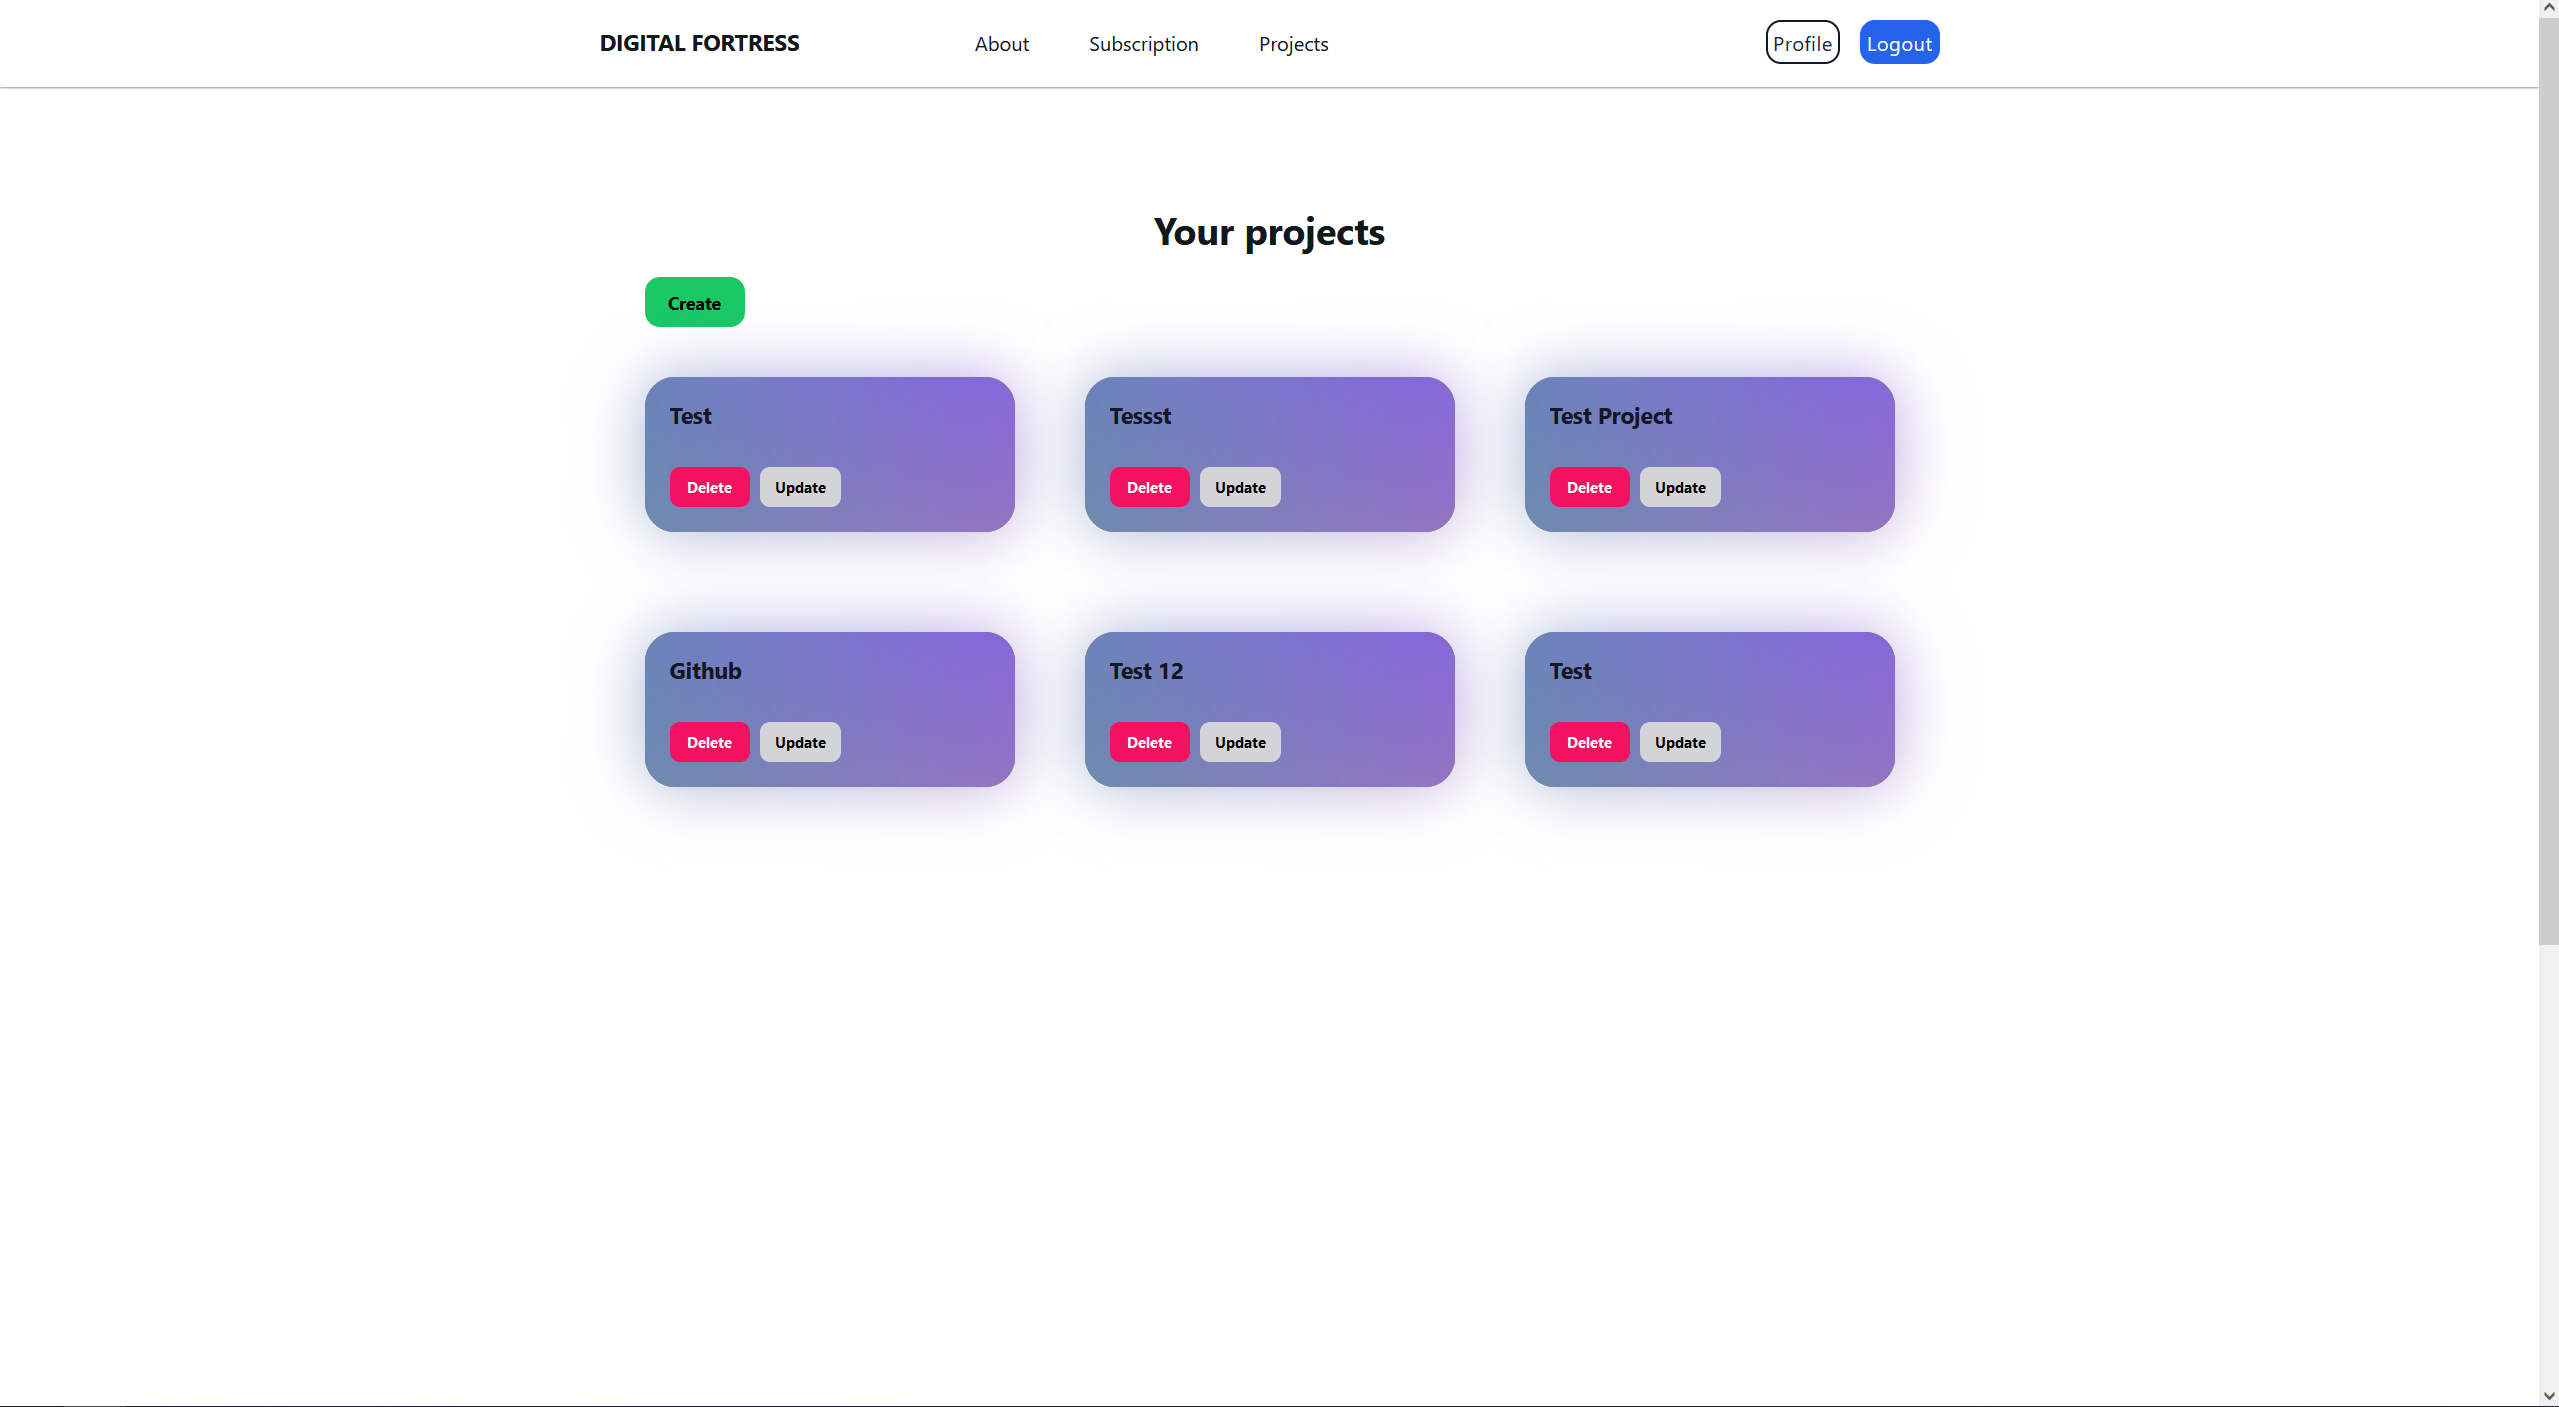 DIGITAL FORTRESS About Subscription Projects Profile Logout
Your projects
Create
Test Tessst Test Project
Delete Update Delete Update Delete Update
Github Test 12 Test
Delete Update Delete Update Delete Update